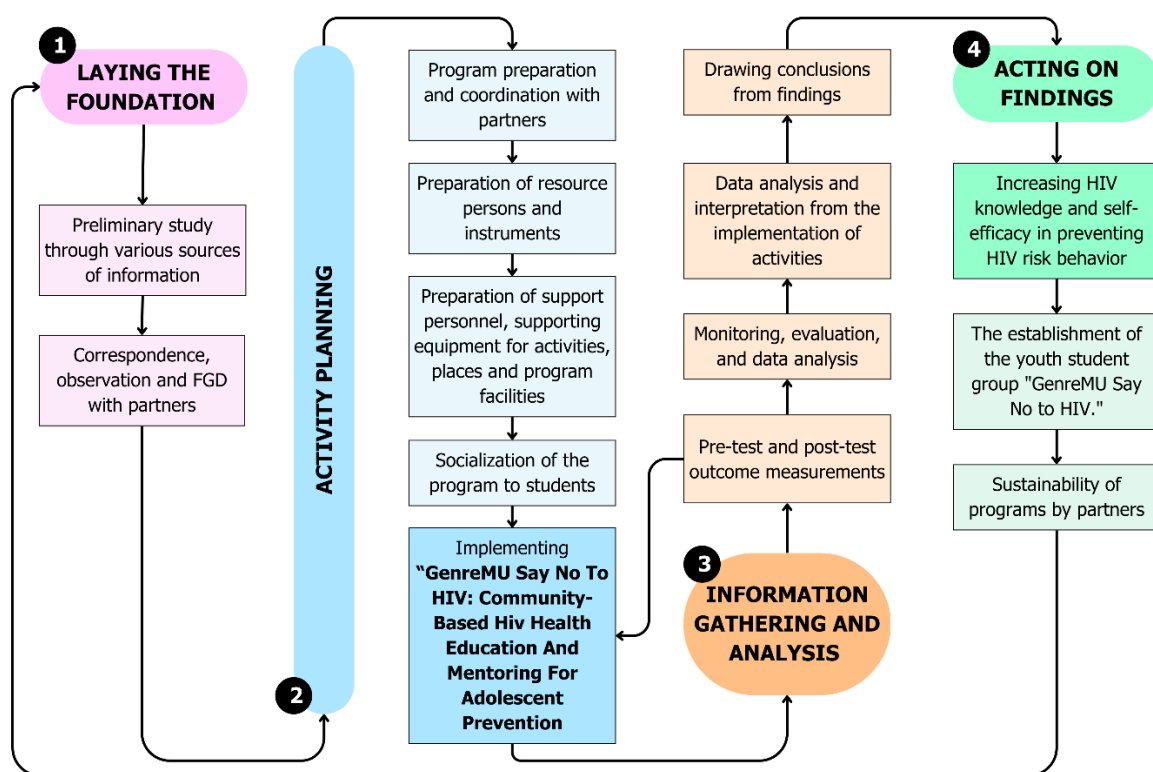 1
LAYING THE
FOUNDATION
Preliminary study
through various sources
of information
Correspondence,
observation and FGD
with partners
2
ACTIVITY PLANNING
Program preparation
and coordination with
partners
Preparation of resource
persons and
instruments
Preparation of support
personnel, supporting
equipment for activities,
places and program
facilities
Socialization of the
program to students
Implementing
“GenreMU Say No To
HIV: Community-
Based Hiv Health
Education And
Mentoring For
Adolescent
Prevention
3
INFORMATION
GATHERING AND
ANALYSIS
Pre-test and post-test
outcome measurements
Monitoring, evaluation,
and data analysis
Data analysis and
interpretation from the
implementation of
activities
Drawing conclusions
from findings
4
ACTING ON
FINDINGS
Increasing HIV
knowledge and self-
efficacy in preventing
HIV risk behavior
The establishment of
the youth student
group "GenreMU Say
No to HIV."
Sustainability of
programs by partners